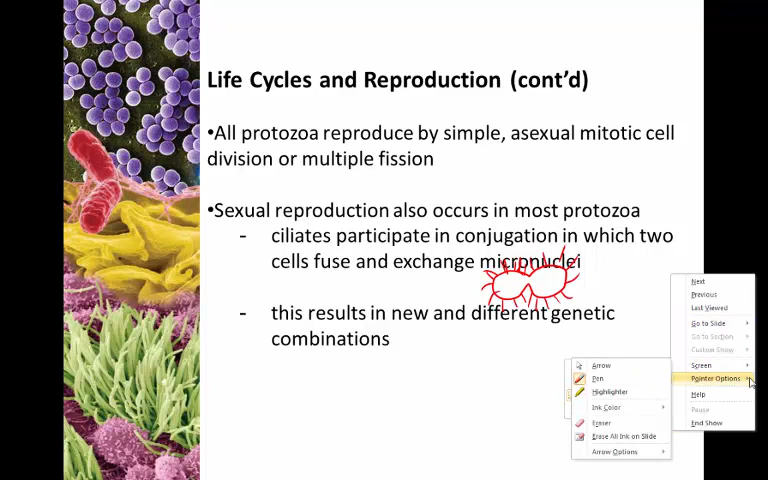 Life Cycles and Reproduction (cont'd)
•All protozoa reproduce by simple, asexual mitotic cell
division or multiple fission
•Sexual reproduction also occurs in most protozoa
- ciliates participate in conjugation in which two
cells fuse and exchange micronuclei
- this results in new and different genetic
combinations
Next
Previous
Last Viewed
Go to Slide
Go to Section
Custom Show
Screen
Pointer Options
Help
Pause
End Show
Arrow
Pen
Highlighter
Ink Color
Eraser
Erase All Ink on Slide
Arrow Options